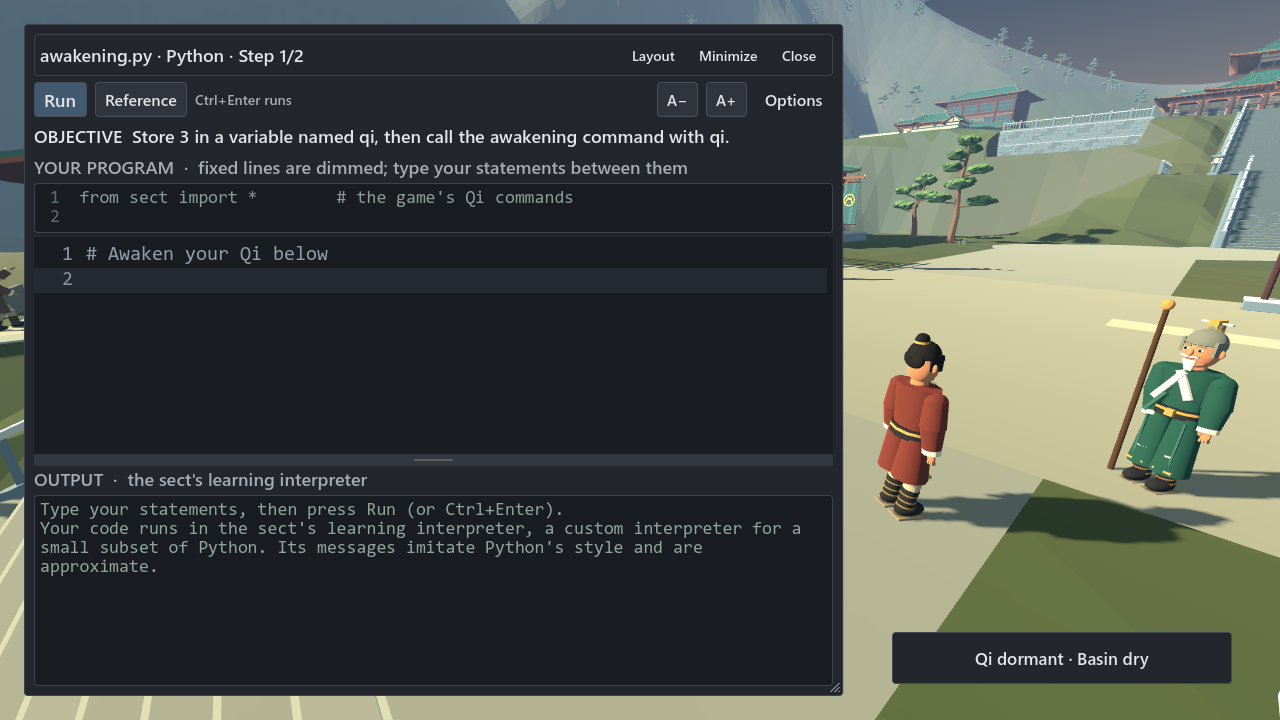 awakening.py · Python · Step 1/2
Layout Minimize Close
Run Reference Ctrl+Enter runs A− A+ Options
OBJECTIVE Store 3 in a variable named qi, then call the awakening command with qi.
YOUR PROGRAM · fixed lines are dimmed; type your statements between them
1 from sect import * # the game's Qi commands
2
1 # Awaken your Qi below
2
OUTPUT · the sect's learning interpreter
Type your statements, then press Run (or Ctrl+Enter).
Your code runs in the sect's learning interpreter, a custom interpreter for a
small subset of Python. Its messages imitate Python's style and are
approximate.
Qi dormant · Basin dry